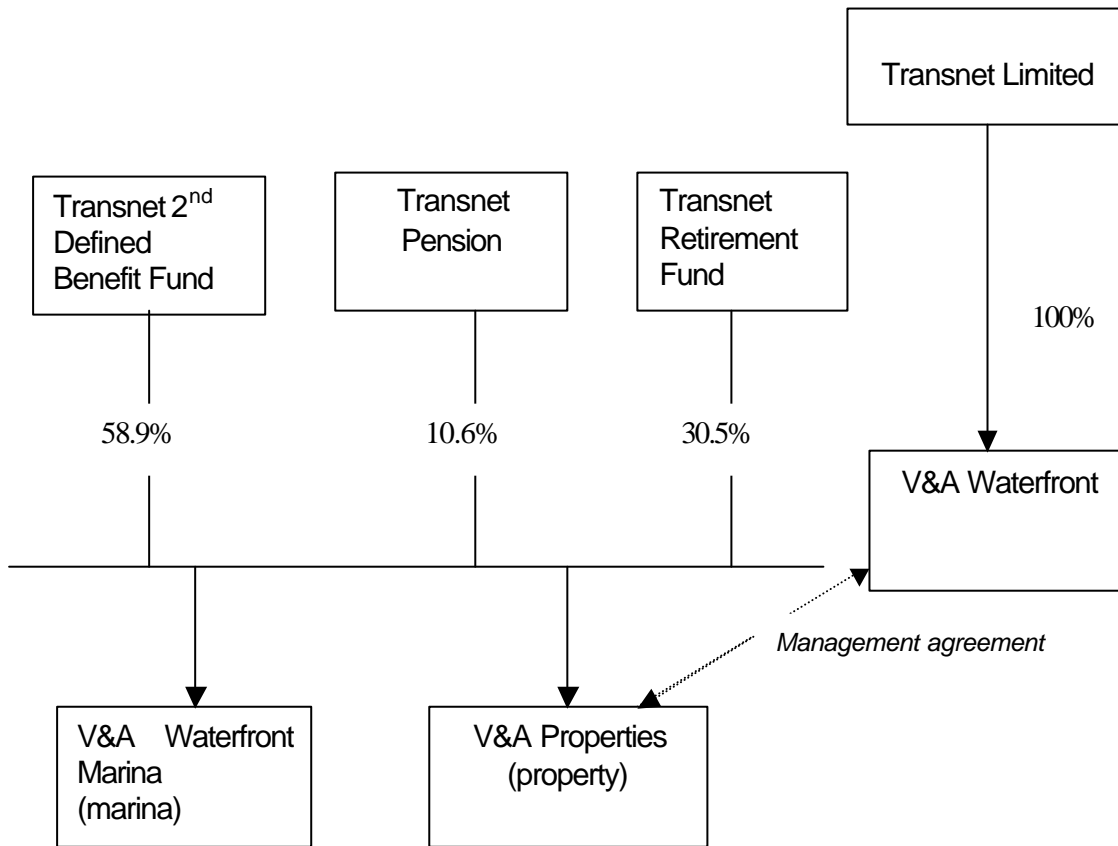 Transnet Limited
Transnet 2nd
Defined
Benefit Fund
Transnet
Pension
Transnet
Retirement
Fund
100%
58.9%
10.6%
30.5%
V&A Waterfront
Management agreement
V&A Waterfront
Marina
(marina)
V&A Properties
(property)